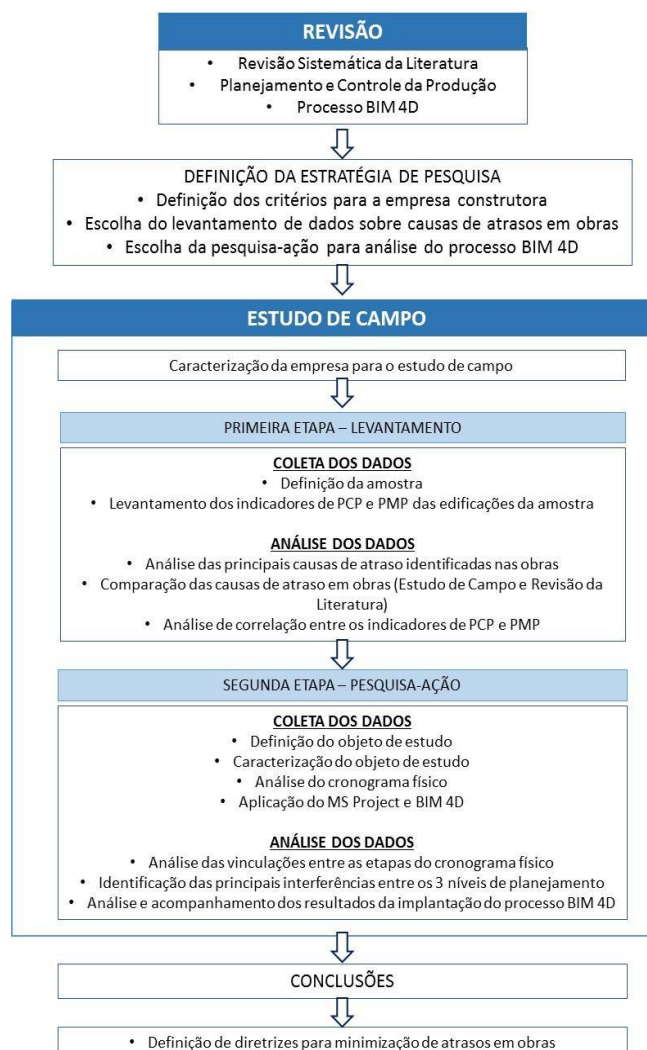 REVISÃO
• Revisão Sistemática da Literatura
• Planejamento e Controle da Produção
• Processo BIM 4D
DEFINIÇÃO DA ESTRATÉGIA DE PESQUISA
• Definição dos critérios para a empresa construtora
• Escolha do levantamento de dados sobre causas de atrasos em obras
• Escolha da pesquisa-ação para análise do processo BIM 4D
ESTUDO DE CAMPO
Caracterização da empresa para o estudo de campo
PRIMEIRA ETAPA – LEVANTAMENTO
COLETA DOS DADOS
• Definição da amostra
• Levantamento dos indicadores de PCP e PMP das edificações da amostra
ANÁLISE DOS DADOS
• Análise das principais causas de atraso identificadas nas obras
• Comparação das causas de atraso em obras (Estudo de Campo e Revisão da
Literatura)
• Análise de correlação entre os indicadores de PCP e PMP
SEGUNDA ETAPA – PESQUISA-AÇÃO
COLETA DOS DADOS
• Definição do objeto de estudo
• Caracterização do objeto de estudo
• Análise do cronograma físico
• Aplicação do MS Project e BIM 4D
ANÁLISE DOS DADOS
• Análise das vinculações entre as etapas do cronograma físico
• Identificação das principais interferências entre os 3 níveis de planejamento
• Análise e acompanhamento dos resultados da implantação do processo BIM 4D
CONCLUSÕES
• Definição de diretrizes para minimização de atrasos em obras